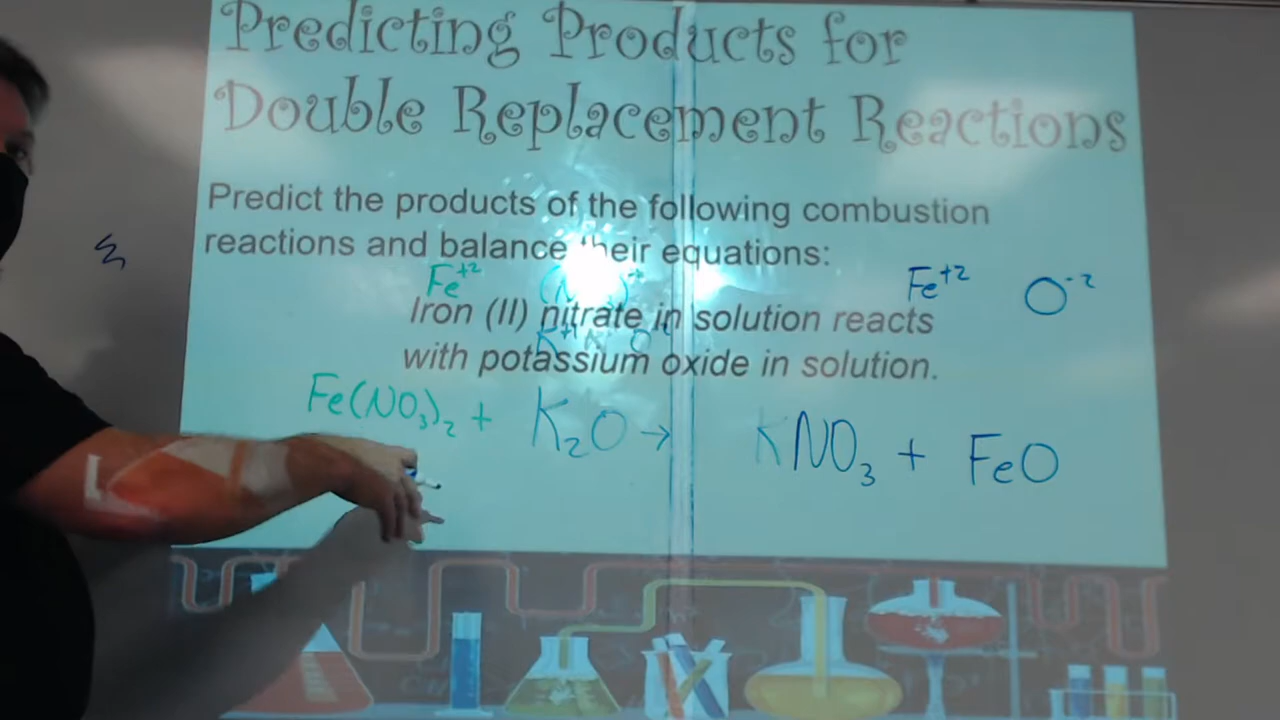 Predicting Products for
Double Replacement Reactions
Predict the products of the following combustion
reactions and balance their equations:
Fe⁺² Fe⁺² O⁻²
Iron (II) nitrate in solution reacts
K⁺¹ O
with potassium oxide in solution.
Fe(NO₃)₂ + K₂O → KNO₃ + FeO